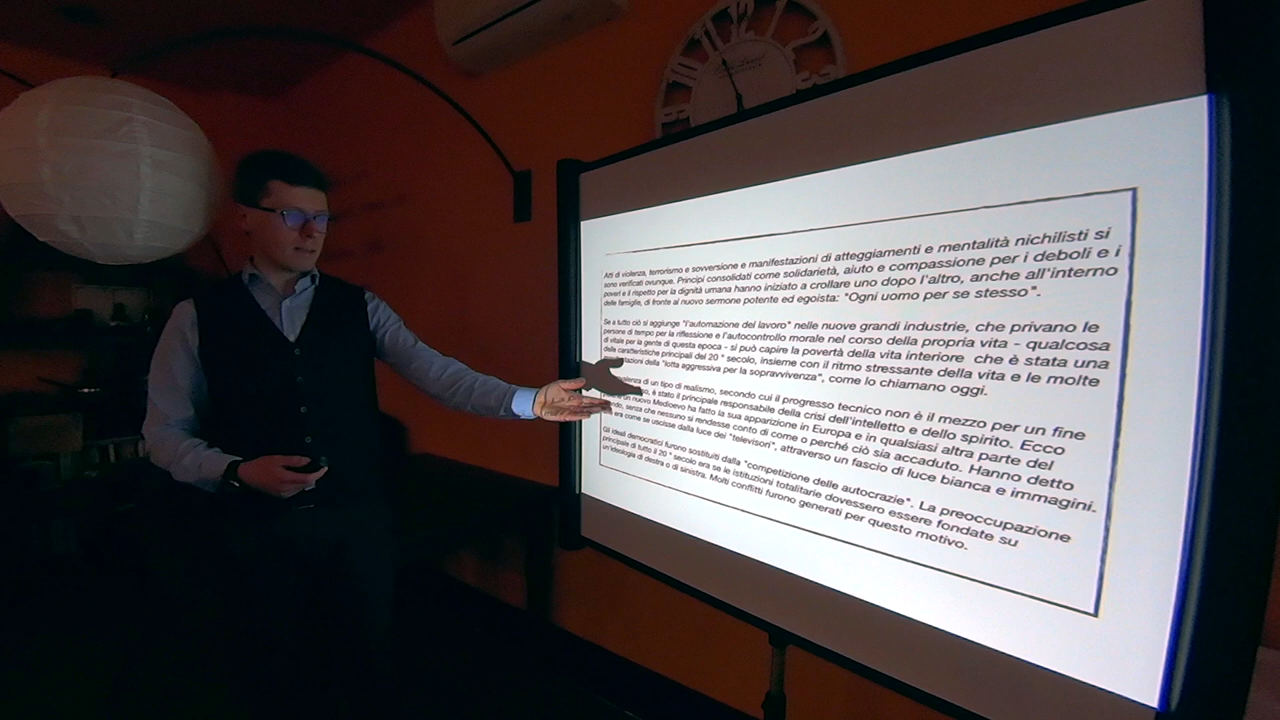 12
10
Atti di violenza, terrorismo e sovversione e manifestazioni di atteggiamenti e mentalità nichilisti si
sono verificati ovunque. Principi consolidati come solidarietà, aiuto e compassione per i deboli e i
poveri e il rispetto per la dignità umana hanno iniziato a crollare uno dopo l'altro, anche all'interno
delle famiglie, di fronte al nuovo sermone potente ed egoista: "Ogni uomo per se stesso".
Se a tutto ciò si aggiunge "l'automazione del lavoro" nelle nuove grandi industrie, che privano le
persone di tempo per la riflessione e l'autocontrollo morale nel corso della propria vita - qualcosa
di vitale per la gente di questa epoca - si può capire la povertà della vita interiore che è stata una
delle caratteristiche principali del 20 ° secolo, insieme con il ritmo stressante della vita e le molte
della "lotta aggressiva per la sopravvivenza", come lo chiamano oggi.
di un tipo di realismo, secondo cui il progresso tecnico non è il mezzo per un fine
è stato il principale responsabile della crisi dell'intelletto e dello spirito. Ecco
un nuovo Medioevo ha fatto la sua apparizione in Europa e in qualsiasi altra parte del
senza che nessuno si rendesse conto di come o perché ciò sia accaduto. Hanno detto
era come se uscisse dalla luce dei "televisori", attraverso un fascio di luce bianca e immagini.
Gli ideali democratici furono sostituiti dalla "competizione delle autocrazie". La preoccupazione
principale di tutto il 20 ° secolo era se le istituzioni totalitarie dovessero essere fondate su
un'ideologia di destra o di sinistra. Molti conflitti furono generati per questo motivo.